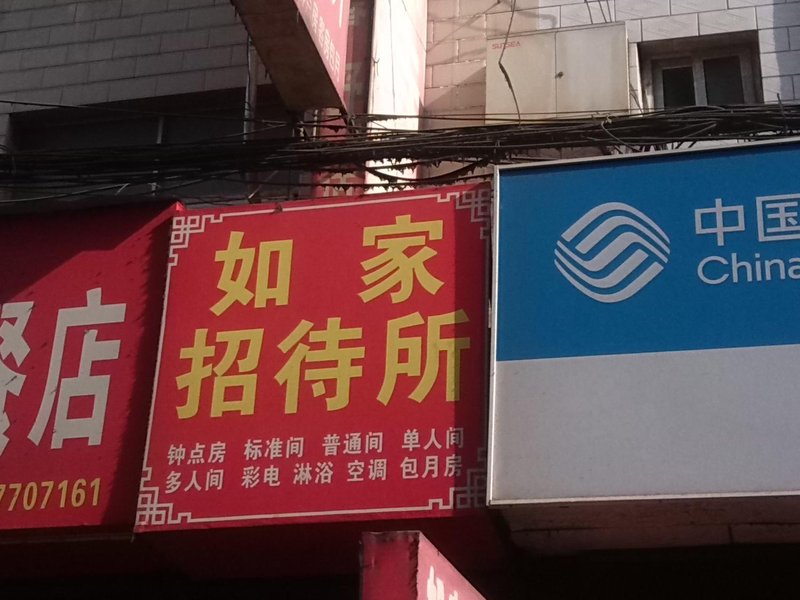 如家
招待所
钟点房 标准间 普通间 单人间
多人间 彩电 淋浴 空调 包月房
餐店
7707161
中国
China